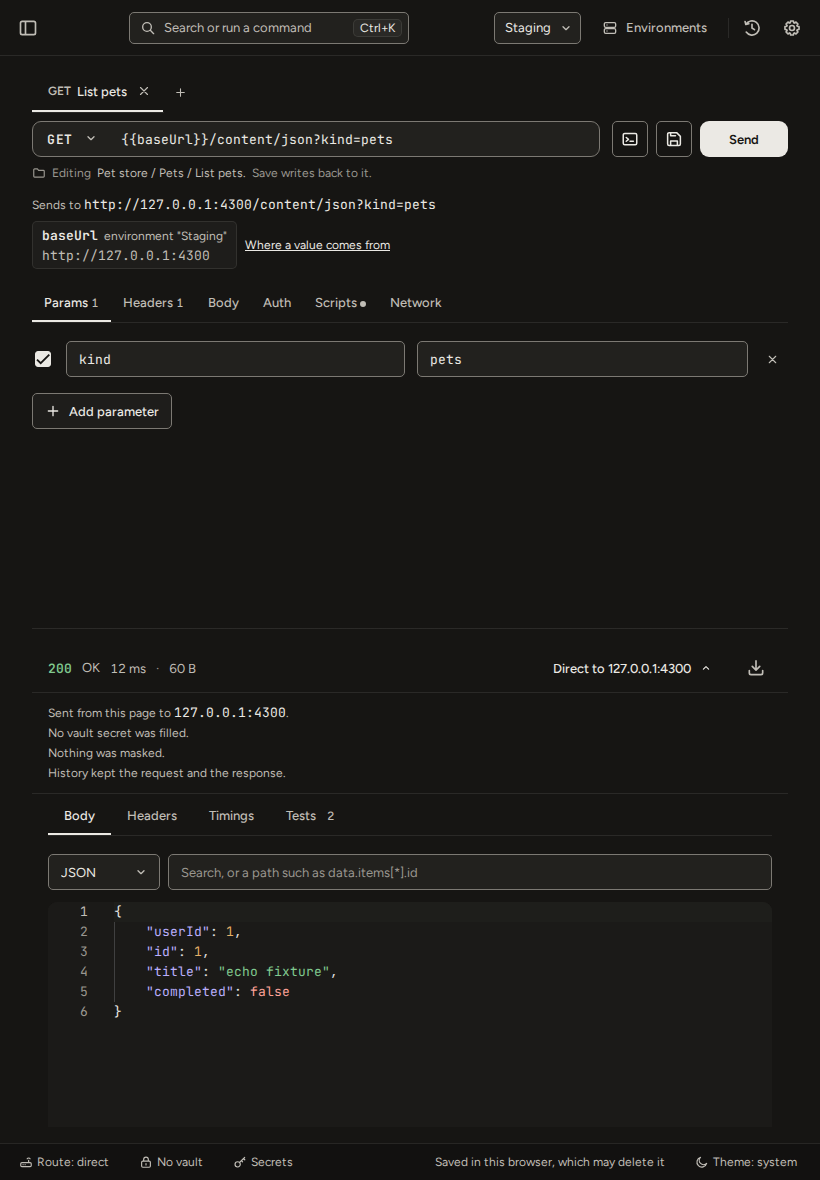 Search or run a command Ctrl+K Staging Environments
GET List pets
GET {{baseUrl}}/content/json?kind=pets Send
Editing Pet store / Pets / List pets. Save writes back to it.
Sends to http://127.0.0.1:4300/content/json?kind=pets
baseUrl environment "Staging"
http://127.0.0.1:4300
Where a value comes from
Params 1 Headers 1 Body Auth Scripts Network
kind pets
Add parameter
200 OK 12 ms · 60 B Direct to 127.0.0.1:4300
Sent from this page to 127.0.0.1:4300.
No vault secret was filled.
Nothing was masked.
History kept the request and the response.
Body Headers Timings Tests 2
JSON Search, or a path such as data.items[*].id
1 {
2 "userId": 1,
3 "id": 1,
4 "title": "echo fixture",
5 "completed": false
6 }
Route: direct No vault Secrets Saved in this browser, which may delete it Theme: system